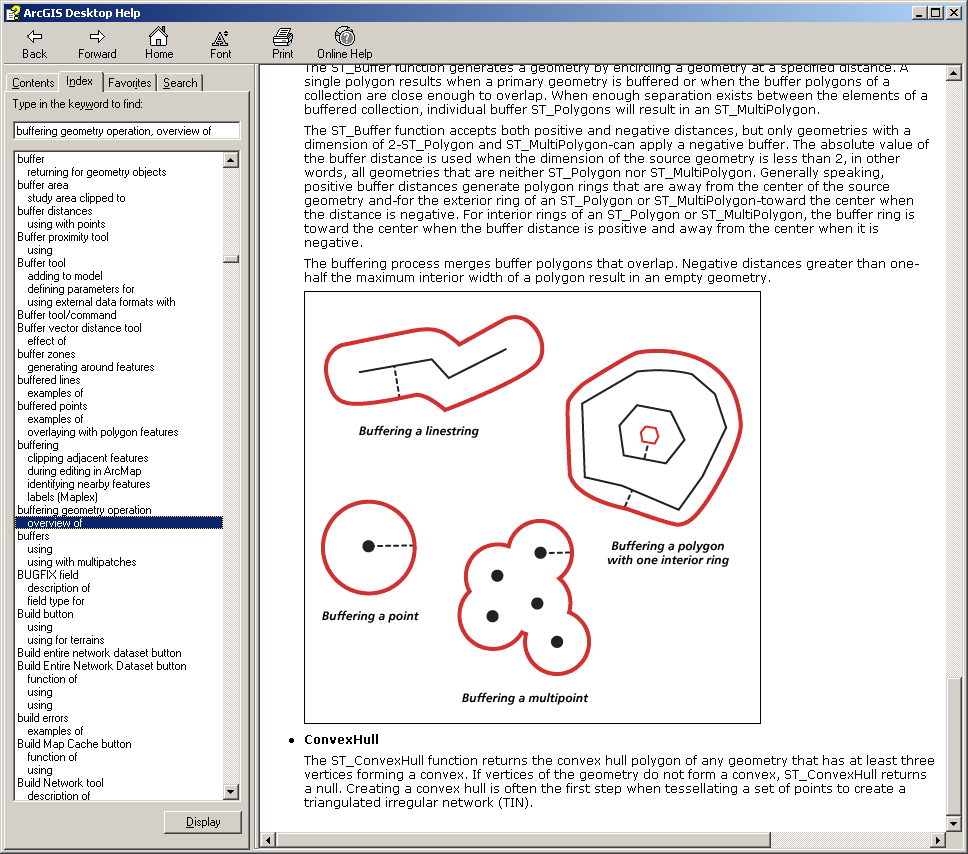 ArcGIS Desktop Help
Back Forward Home Font Print Online Help
Contents Index Favorites Search
Type in the keyword to find:
buffering geometry operation, overview of
buffer
returning for geometry objects
buffer area
study area clipped to
buffer distances
using with points
Buffer proximity tool
using
Buffer tool
adding to model
defining parameters for
using external data formats with
Buffer tool/command
Buffer vector distance tool
effect of
buffer zones
generating around features
buffered lines
examples of
buffered points
examples of
overlaying with polygon features
buffering
clipping adjacent features
during editing in ArcMap
identifying nearby features
labels (Maplex)
buffering geometry operation
overview of
buffers
using
using with multipatches
BUGFIX field
description of
field type for
Build button
using
using for terrains
Build entire network dataset button
Build Entire Network Dataset button
function of
using
using
build errors
examples of
Build Map Cache button
function of
using
Build Network tool
description of
Display
The ST_Buffer function generates a geometry by encircling a geometry at a specified distance. A
single polygon results when a primary geometry is buffered or when the buffer polygons of a
collection are close enough to overlap. When enough separation exists between the elements of a
buffered collection, individual buffer ST_Polygons will result in an ST_MultiPolygon.
The ST_Buffer function accepts both positive and negative distances, but only geometries with a
dimension of 2-ST_Polygon and ST_MultiPolygon-can apply a negative buffer. The absolute value of
the buffer distance is used when the dimension of the source geometry is less than 2, in other
words, all geometries that are neither ST_Polygon nor ST_MultiPolygon. Generally speaking,
positive buffer distances generate polygon rings that are away from the center of the source
geometry and-for the exterior ring of an ST_Polygon or ST_MultiPolygon-toward the center when
the distance is negative. For interior rings of an ST_Polygon or ST_MultiPolygon, the buffer ring is
toward the center when the buffer distance is positive and away from the center when it is
negative.
The buffering process merges buffer polygons that overlap. Negative distances greater than one-
half the maximum interior width of a polygon result in an empty geometry.
Buffering a linestring
Buffering a polygon
with one interior ring
Buffering a point
Buffering a multipoint
• ConvexHull
The ST_ConvexHull function returns the convex hull polygon of any geometry that has at least three
vertices forming a convex. If vertices of the geometry do not form a convex, ST_ConvexHull returns
a null. Creating a convex hull is often the first step when tessellating a set of points to create a
triangulated irregular network (TIN).